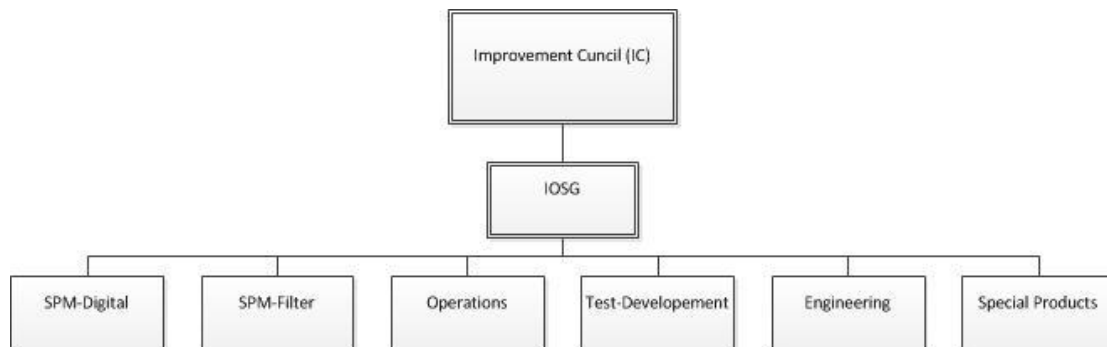 Improvement Cuncil (IC)
IOSG
SPM-Digital
SPM-Filter
Operations
Test-Developement
Engineering
Special Products